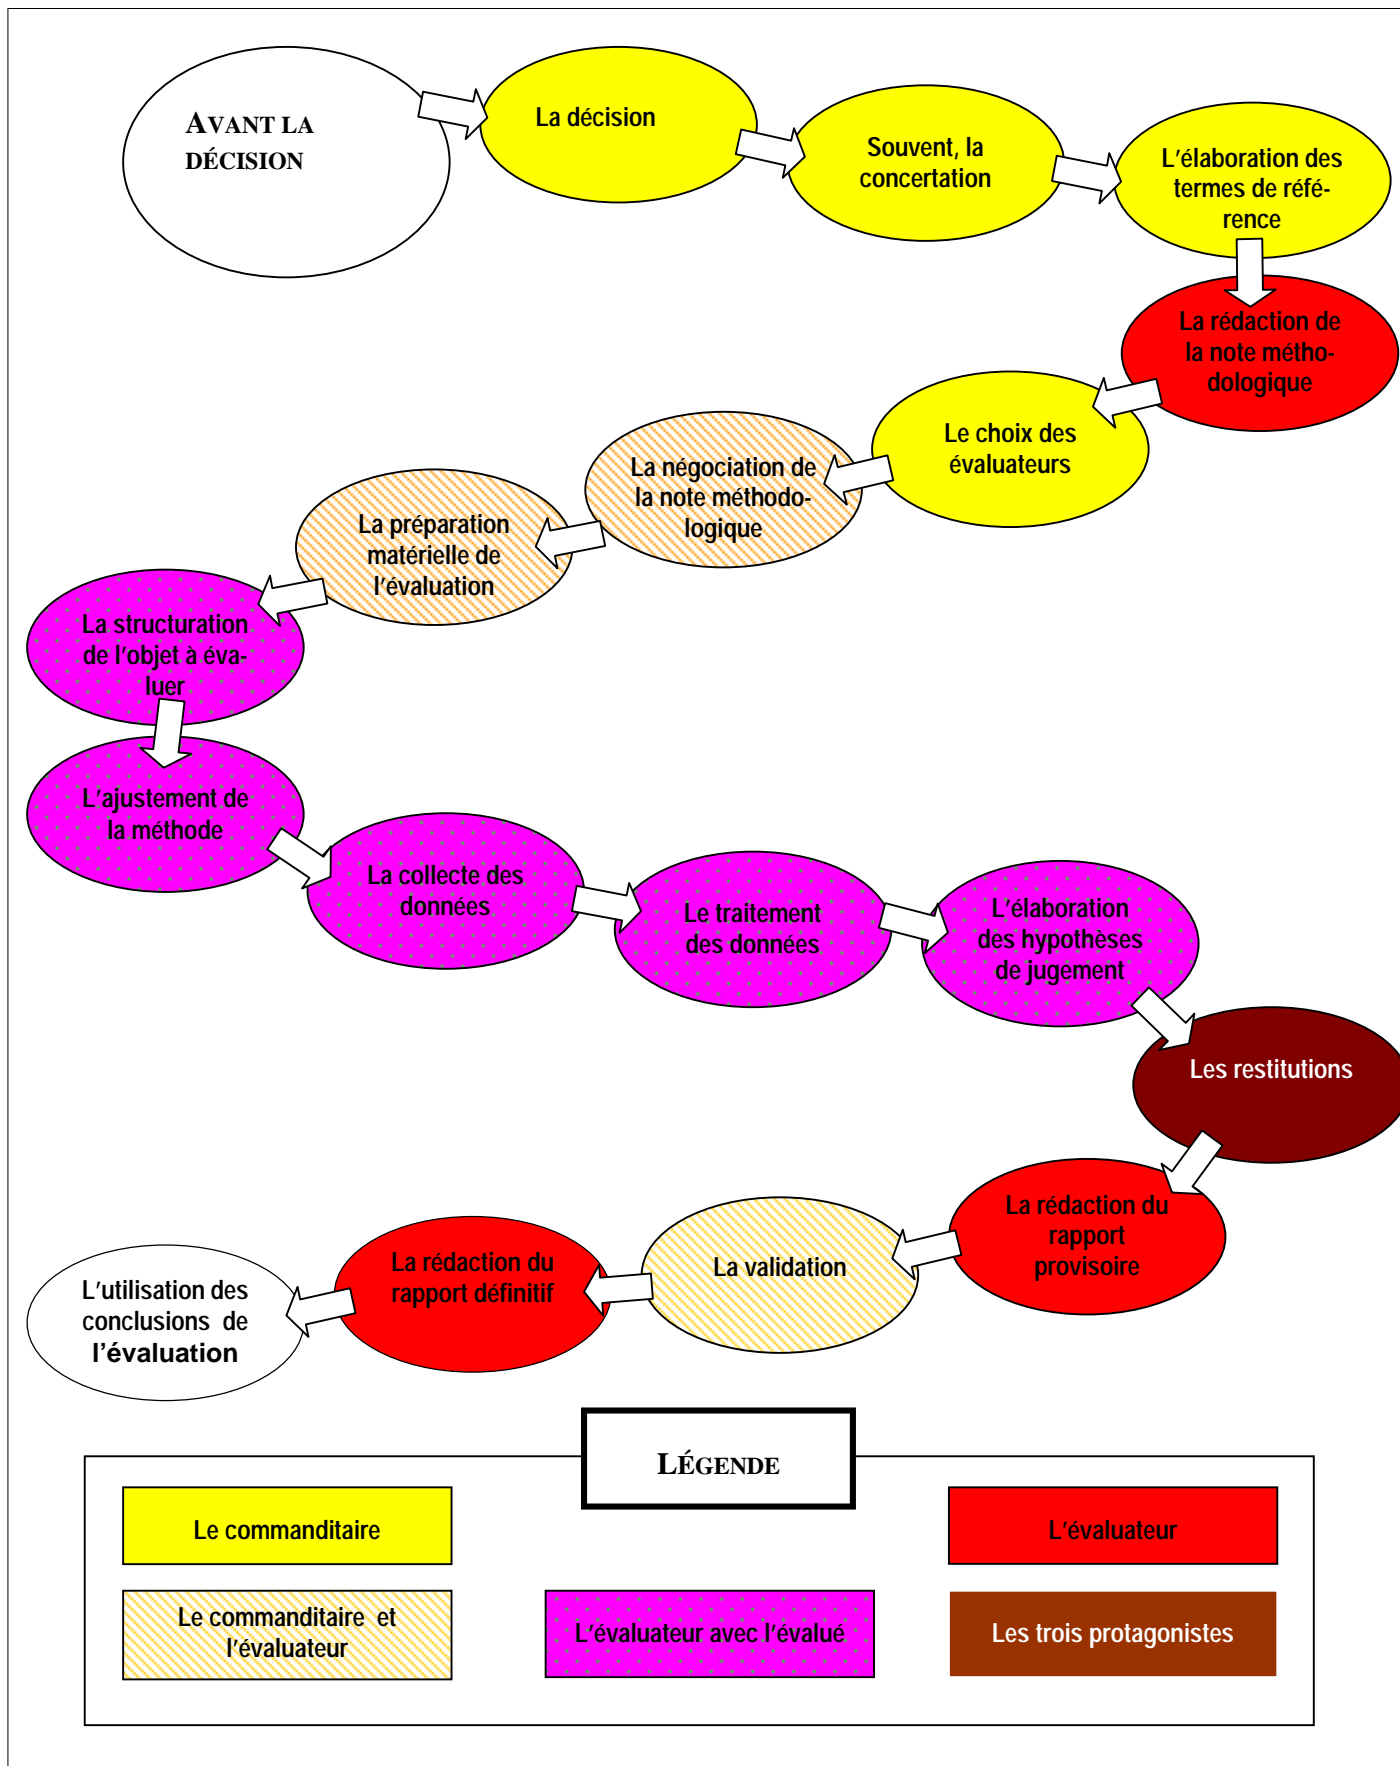 AVANT LA
DÉCISION
La décision
Souvent, la
concertation
L'élaboration des
termes de réfé-
rence
La rédaction de
la note métho-
dologique
Le choix des
évaluateurs
La négociation de
la note méthodo-
logique
La préparation
matérielle de
l'évaluation
La structuration
de l'objet à éva-
luer
L'ajustement de
la méthode
La collecte des
données
Le traitement
des données
L'élaboration
des hypothèses
de jugement
Les restitutions
La rédaction du
rapport
provisoire
La validation
La rédaction du
rapport définitif
L'utilisation des
conclusions de
l'évaluation
LÉGENDE
Le commanditaire
L'évaluateur
Le commanditaire et
l'évaluateur
L'évaluateur avec l'évalué
Les trois protagonistes